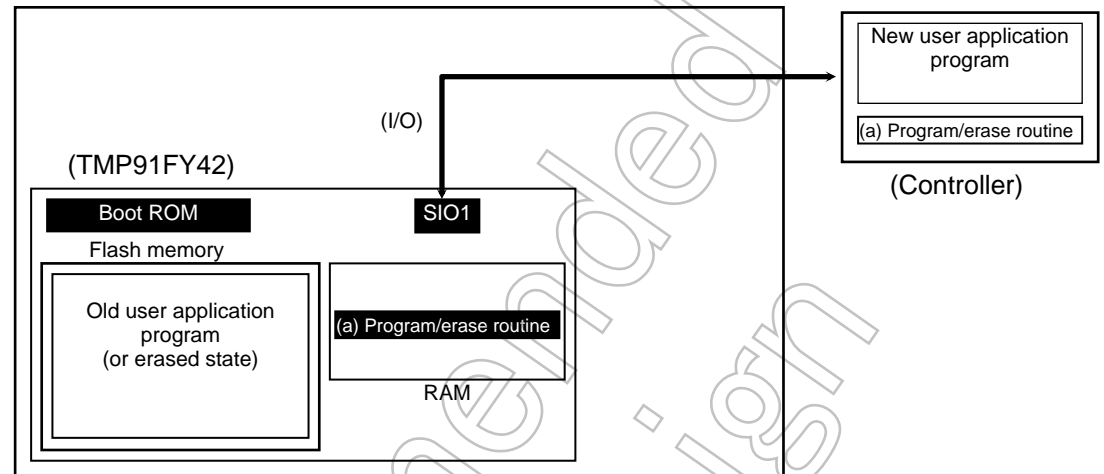 New user application
program
(I/O)
(a) Program/erase routine
(TMP91FY42)
(Controller)
Boot ROM
SIO1
Flash memory
Old user application
program
(or erased state)
(a) Program/erase routine
RAM